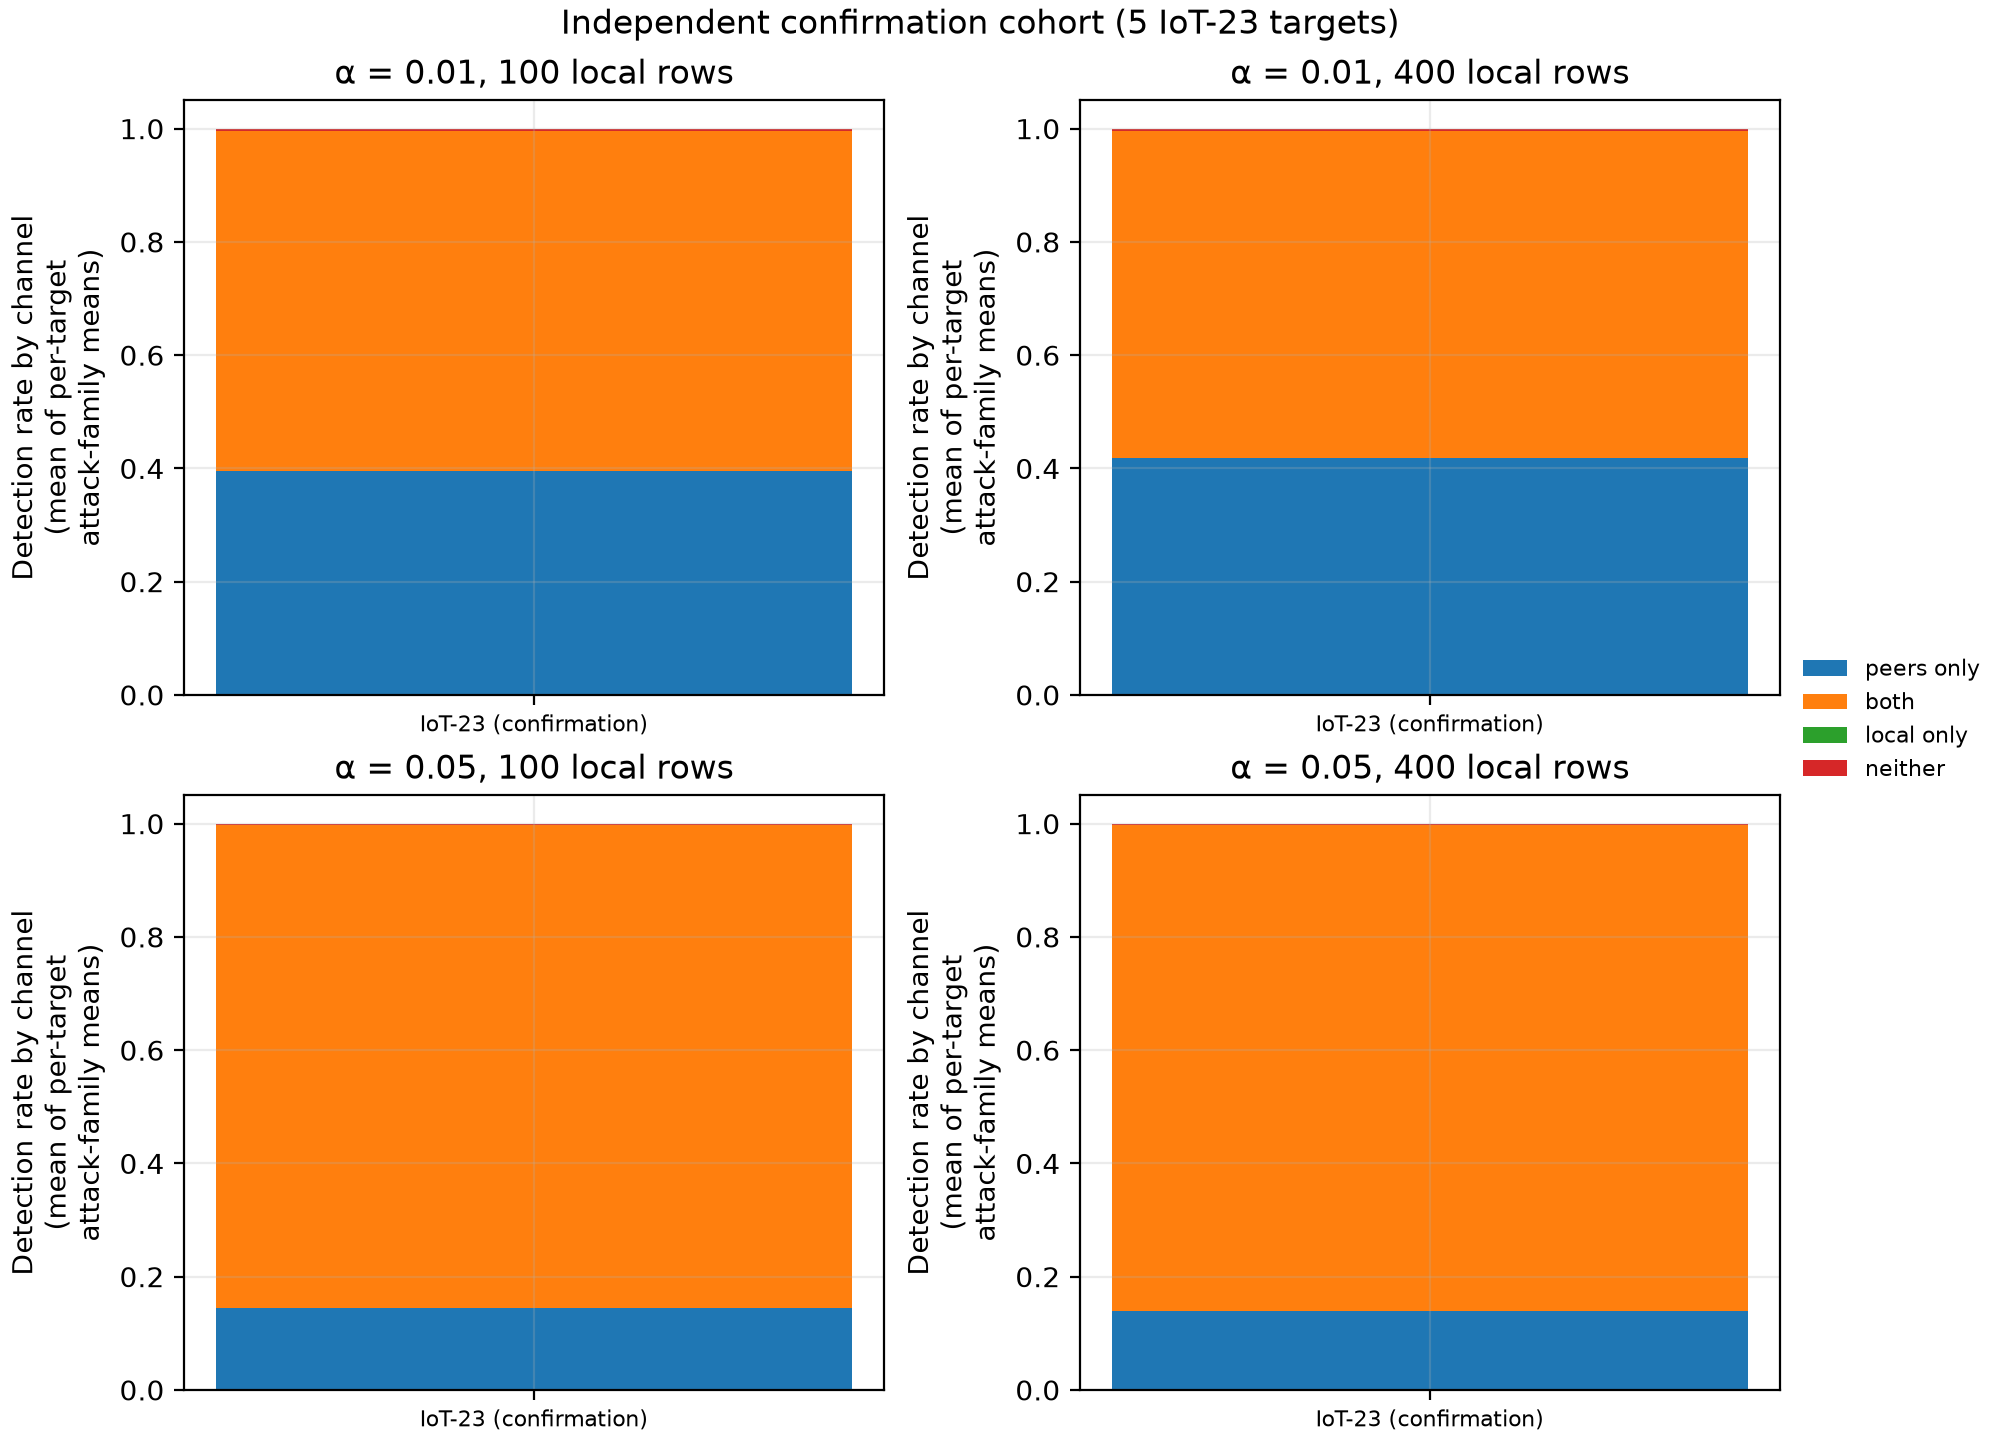 Independent confirmation cohort (5 IoT-23 targets)
α = 0.01, 100 local rows
Detection rate by channel
(mean of per-target
attack-family means)
1.0
0.8
0.6
0.4
0.2
0.0
IoT-23 (confirmation)
α = 0.01, 400 local rows
Detection rate by channel
(mean of per-target
attack-family means)
1.0
0.8
0.6
0.4
0.2
0.0
IoT-23 (confirmation)
peers only
both
local only
neither
α = 0.05, 100 local rows
Detection rate by channel
(mean of per-target
attack-family means)
1.0
0.8
0.6
0.4
0.2
0.0
IoT-23 (confirmation)
α = 0.05, 400 local rows
Detection rate by channel
(mean of per-target
attack-family means)
1.0
0.8
0.6
0.4
0.2
0.0
IoT-23 (confirmation)